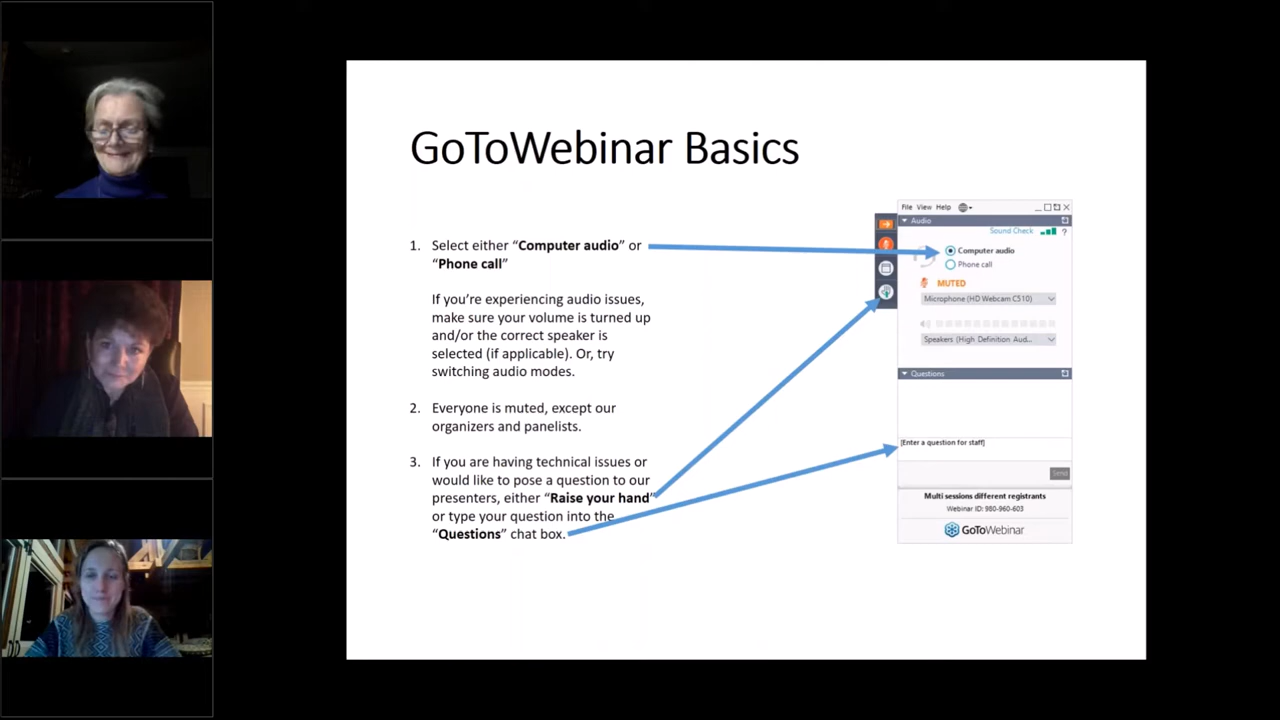 GoToWebinar Basics
1. Select either “Computer audio” or
“Phone call”
If you’re experiencing audio issues,
make sure your volume is turned up
and/or the correct speaker is
selected (if applicable). Or, try
switching audio modes.
2. Everyone is muted, except our
organizers and panelists.
3. If you are having technical issues or
would like to pose a question to our
presenters, either “Raise your hand”
or type your question into the
“Questions” chat box.
File View Help
Audio
Sound Check ?
Computer audio
Phone call
MUTED
Microphone (HD Webcam C510)
Speakers (High Definition Aud...
Questions
[Enter a question for staff]
Send
Multi sessions different registrants
Webinar ID: 980-960-603
GoToWebinar